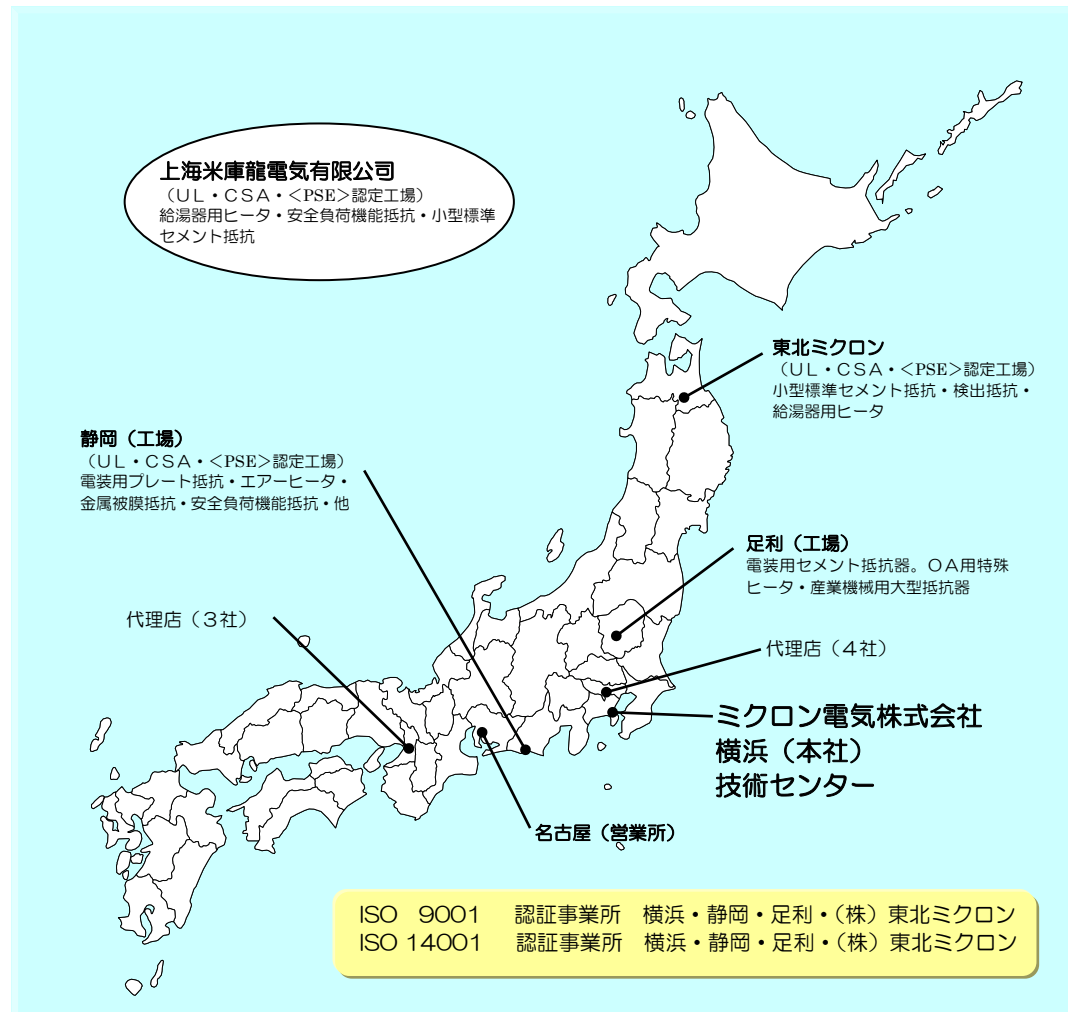 上海米庫龍電気有限公司
（ＵＬ・ＣＳＡ・＜PSE＞認定工場）
給湯器用ヒータ・安全負荷機能抵抗・小型標準
セメント抵抗
東北ミクロン
（ＵＬ・ＣＳＡ・＜PSE＞認定工場）
小型標準セメント抵抗・検出抵抗・
給湯器用ヒータ
静岡（工場）
（ＵＬ・ＣＳＡ・＜PSE＞認定工場）
電装用プレート抵抗・エアーヒータ・
金属被膜抵抗・安全負荷機能抵抗・他
足利（工場）
電装用セメント抵抗器。ＯＡ用特殊
ヒータ・産業機械用大型抵抗器
代理店（３社）
代理店（４社）
ミクロン電気株式会社
横浜（本社）
技術センター
名古屋（営業所）
ISO　9001　認証事業所　横浜・静岡・足利・（株）東北ミクロン
ISO 14001　認証事業所　横浜・静岡・足利・（株）東北ミクロン